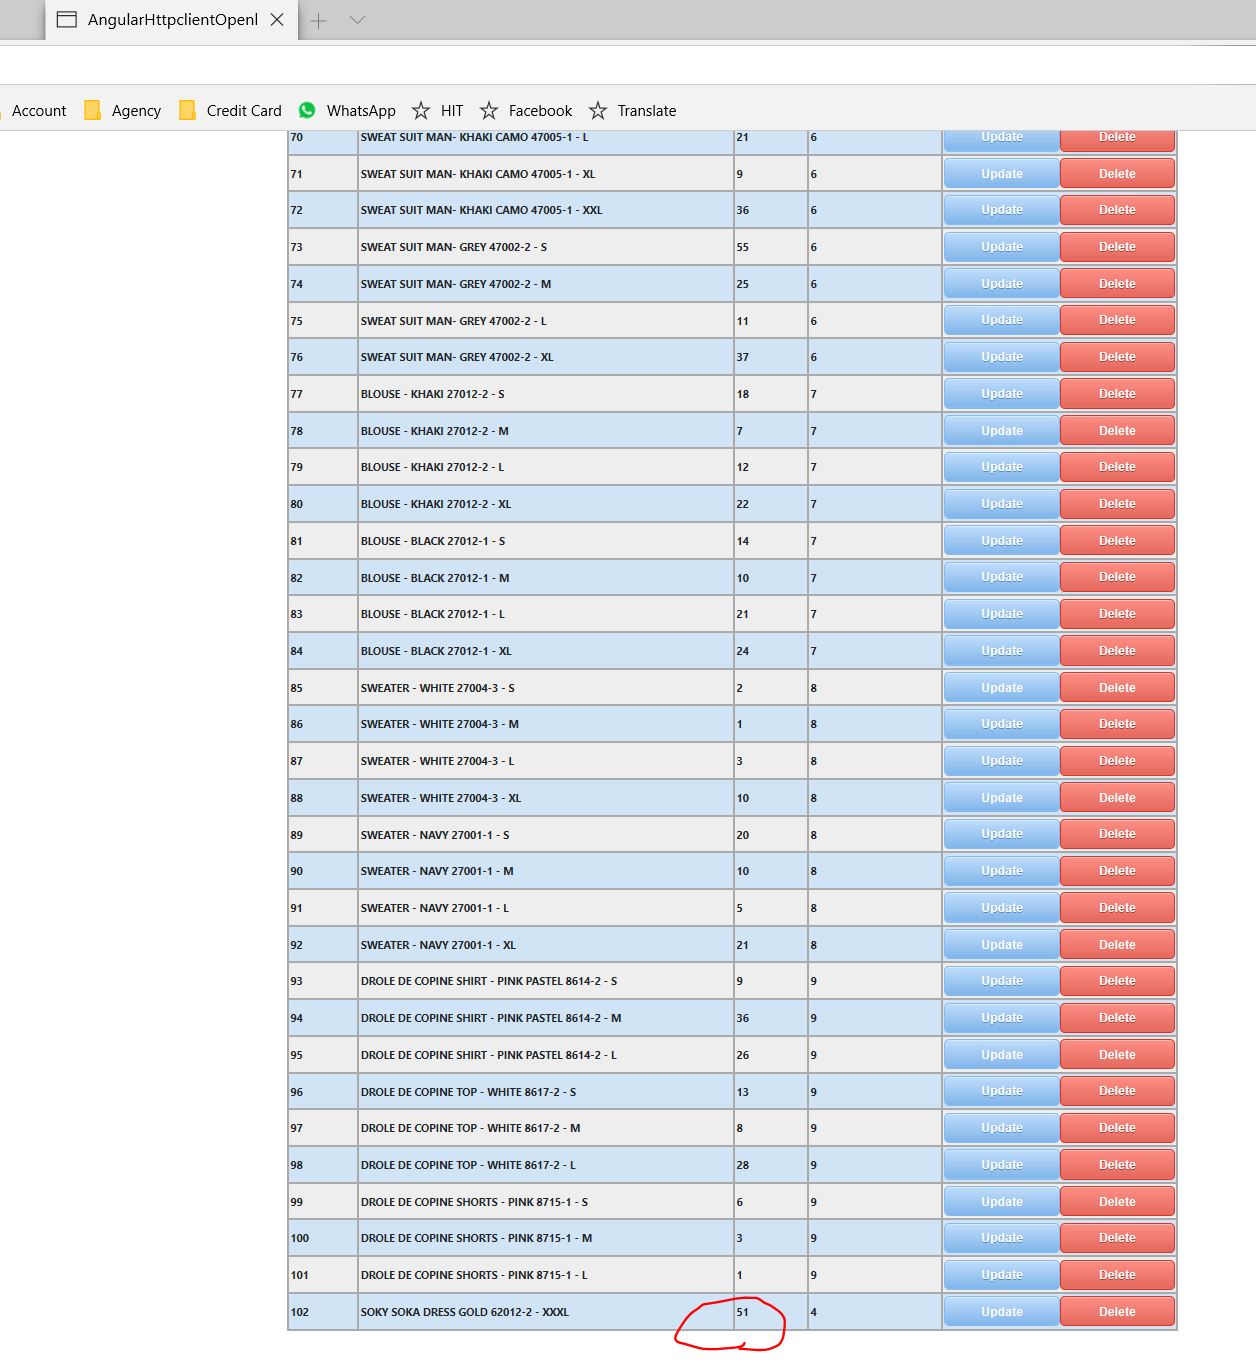 AngularHttpclientOpenI
Account Agency Credit Card WhatsApp HIT Facebook Translate
70 SWEAT SUIT MAN- KHAKI CAMO 47005-1 - L 21 6 Update Delete
71 SWEAT SUIT MAN- KHAKI CAMO 47005-1 - XL 9 6 Update Delete
72 SWEAT SUIT MAN- KHAKI CAMO 47005-1 - XXL 36 6 Update Delete
73 SWEAT SUIT MAN- GREY 47002-2 - S 55 6 Update Delete
74 SWEAT SUIT MAN- GREY 47002-2 - M 25 6 Update Delete
75 SWEAT SUIT MAN- GREY 47002-2 - L 11 6 Update Delete
76 SWEAT SUIT MAN- GREY 47002-2 - XL 37 6 Update Delete
77 BLOUSE - KHAKI 27012-2 - S 18 7 Update Delete
78 BLOUSE - KHAKI 27012-2 - M 7 7 Update Delete
79 BLOUSE - KHAKI 27012-2 - L 12 7 Update Delete
80 BLOUSE - KHAKI 27012-2 - XL 22 7 Update Delete
81 BLOUSE - BLACK 27012-1 - S 14 7 Update Delete
82 BLOUSE - BLACK 27012-1 - M 10 7 Update Delete
83 BLOUSE - BLACK 27012-1 - L 21 7 Update Delete
84 BLOUSE - BLACK 27012-1 - XL 24 7 Update Delete
85 SWEATER - WHITE 27004-3 - S 2 8 Update Delete
86 SWEATER - WHITE 27004-3 - M 1 8 Update Delete
87 SWEATER - WHITE 27004-3 - L 3 8 Update Delete
88 SWEATER - WHITE 27004-3 - XL 10 8 Update Delete
89 SWEATER - NAVY 27001-1 - S 20 8 Update Delete
90 SWEATER - NAVY 27001-1 - M 10 8 Update Delete
91 SWEATER - NAVY 27001-1 - L 5 8 Update Delete
92 SWEATER - NAVY 27001-1 - XL 21 8 Update Delete
93 DROLE DE COPINE SHIRT - PINK PASTEL 8614-2 - S 9 9 Update Delete
94 DROLE DE COPINE SHIRT - PINK PASTEL 8614-2 - M 36 9 Update Delete
95 DROLE DE COPINE SHIRT - PINK PASTEL 8614-2 - L 26 9 Update Delete
96 DROLE DE COPINE TOP - WHITE 8617-2 - S 13 9 Update Delete
97 DROLE DE COPINE TOP - WHITE 8617-2 - M 8 9 Update Delete
98 DROLE DE COPINE TOP - WHITE 8617-2 - L 28 9 Update Delete
99 DROLE DE COPINE SHORTS - PINK 8715-1 - S 6 9 Update Delete
100 DROLE DE COPINE SHORTS - PINK 8715-1 - M 3 9 Update Delete
101 DROLE DE COPINE SHORTS - PINK 8715-1 - L 1 9 Update Delete
102 SOKY SOKA DRESS GOLD 62012-2 - XXXL 51 4 Update Delete